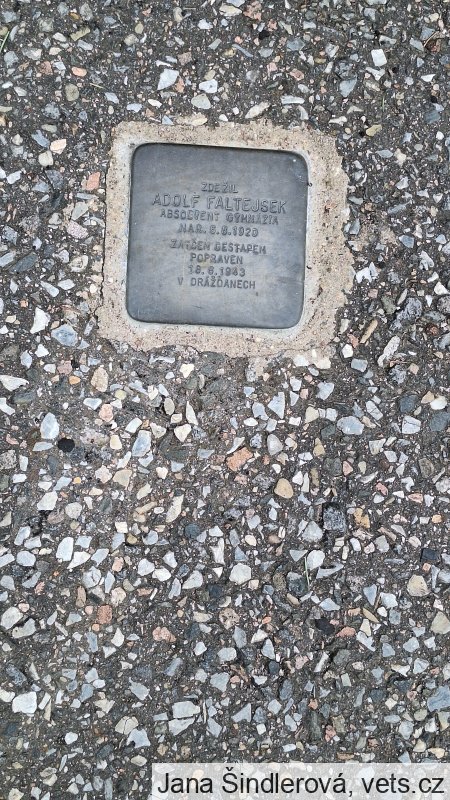 ZDE ŽIL
ADOLF FALTEJSEK
ABSOLVENT GYMNÁZIA
NAR. 8.8.1920
ZATČEN GESTAPEM
POPRAVEN
18.6.1943
V DRÁŽĎANECH
Jana Šindlerová, vets.cz